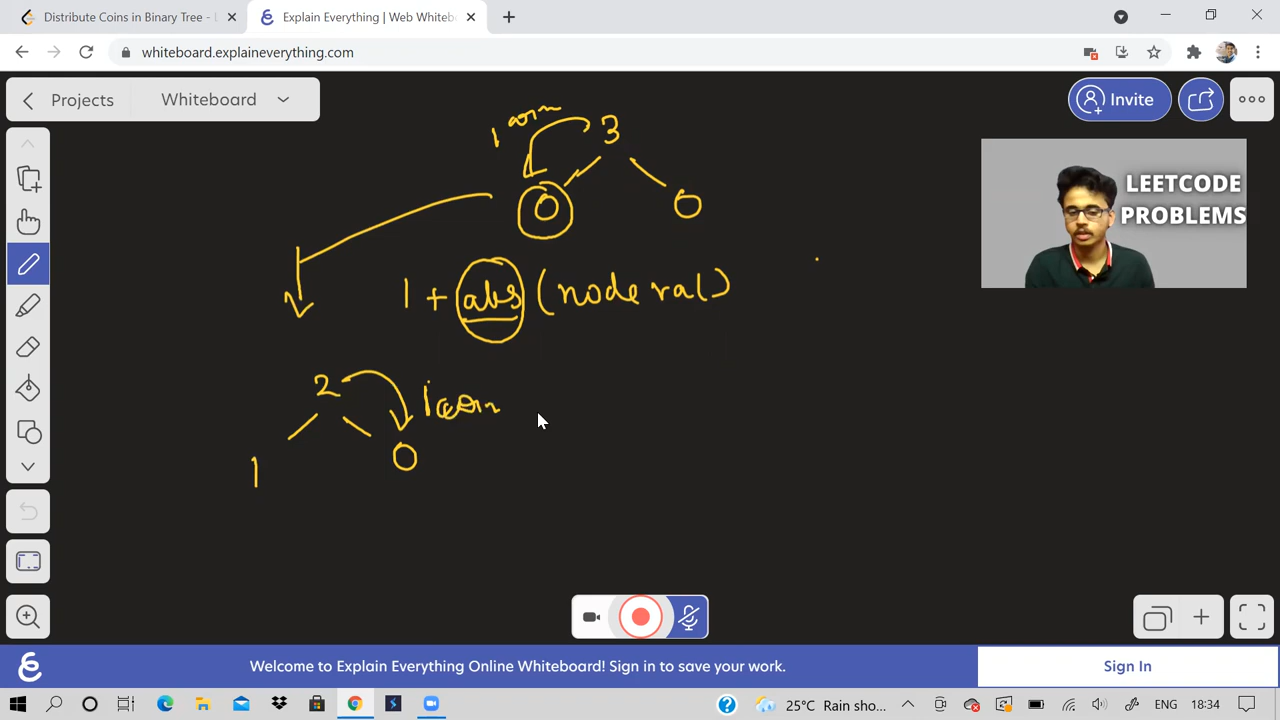 Distribute Coins in Binary Tree - L
Explain Everything | Web Whiteb
whiteboard.explaineverything.com
Projects
Whiteboard
Invite
LEETCODE
PROBLEMS
1 coin
3
0
0
1 + abs (node val)
2
1 coin
1
0
Welcome to Explain Everything Online Whiteboard! Sign in to save your work.
Sign In
25°C Rain sho...
ENG
18:34